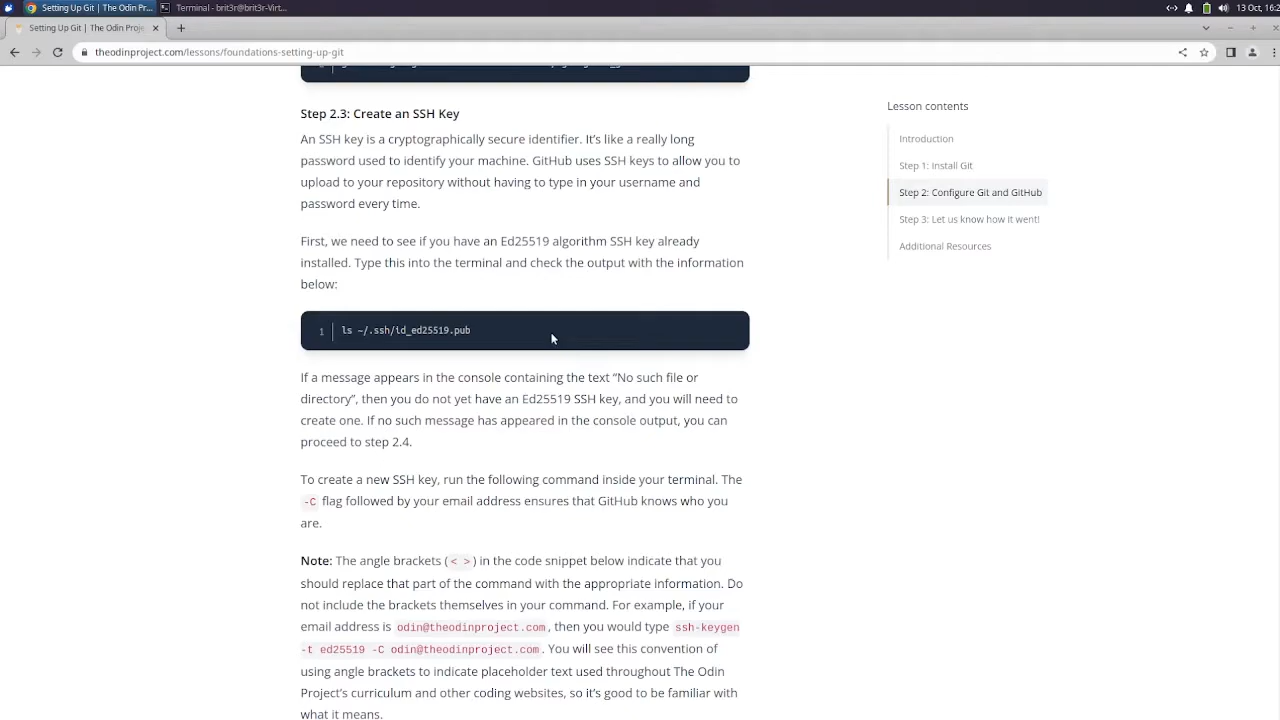 Setting Up Git | The Odin Pr...
Terminal - brit3r@brit3r-Virt...
13 Oct, 16:2
Setting Up Git | The Odin Proje
theodinproject.com/lessons/foundations-setting-up-git
Step 2.3: Create an SSH Key
An SSH key is a cryptographically secure identifier. It’s like a really long
password used to identify your machine. GitHub uses SSH keys to allow you to
upload to your repository without having to type in your username and
password every time.
First, we need to see if you have an Ed25519 algorithm SSH key already
installed. Type this into the terminal and check the output with the information
below:
1 ls ~/.ssh/id_ed25519.pub
If a message appears in the console containing the text “No such file or
directory”, then you do not yet have an Ed25519 SSH key, and you will need to
create one. If no such message has appeared in the console output, you can
proceed to step 2.4.
To create a new SSH key, run the following command inside your terminal. The
-C flag followed by your email address ensures that GitHub knows who you
are.
Note: The angle brackets (< >) in the code snippet below indicate that you
should replace that part of the command with the appropriate information. Do
not include the brackets themselves in your command. For example, if your
email address is odin@theodinproject.com, then you would type ssh-keygen
-t ed25519 -C odin@theodinproject.com. You will see this convention of
using angle brackets to indicate placeholder text used throughout The Odin
Project’s curriculum and other coding websites, so it’s good to be familiar with
what it means.
Lesson contents
Introduction
Step 1: Install Git
Step 2: Configure Git and GitHub
Step 3: Let us know how it went!
Additional Resources